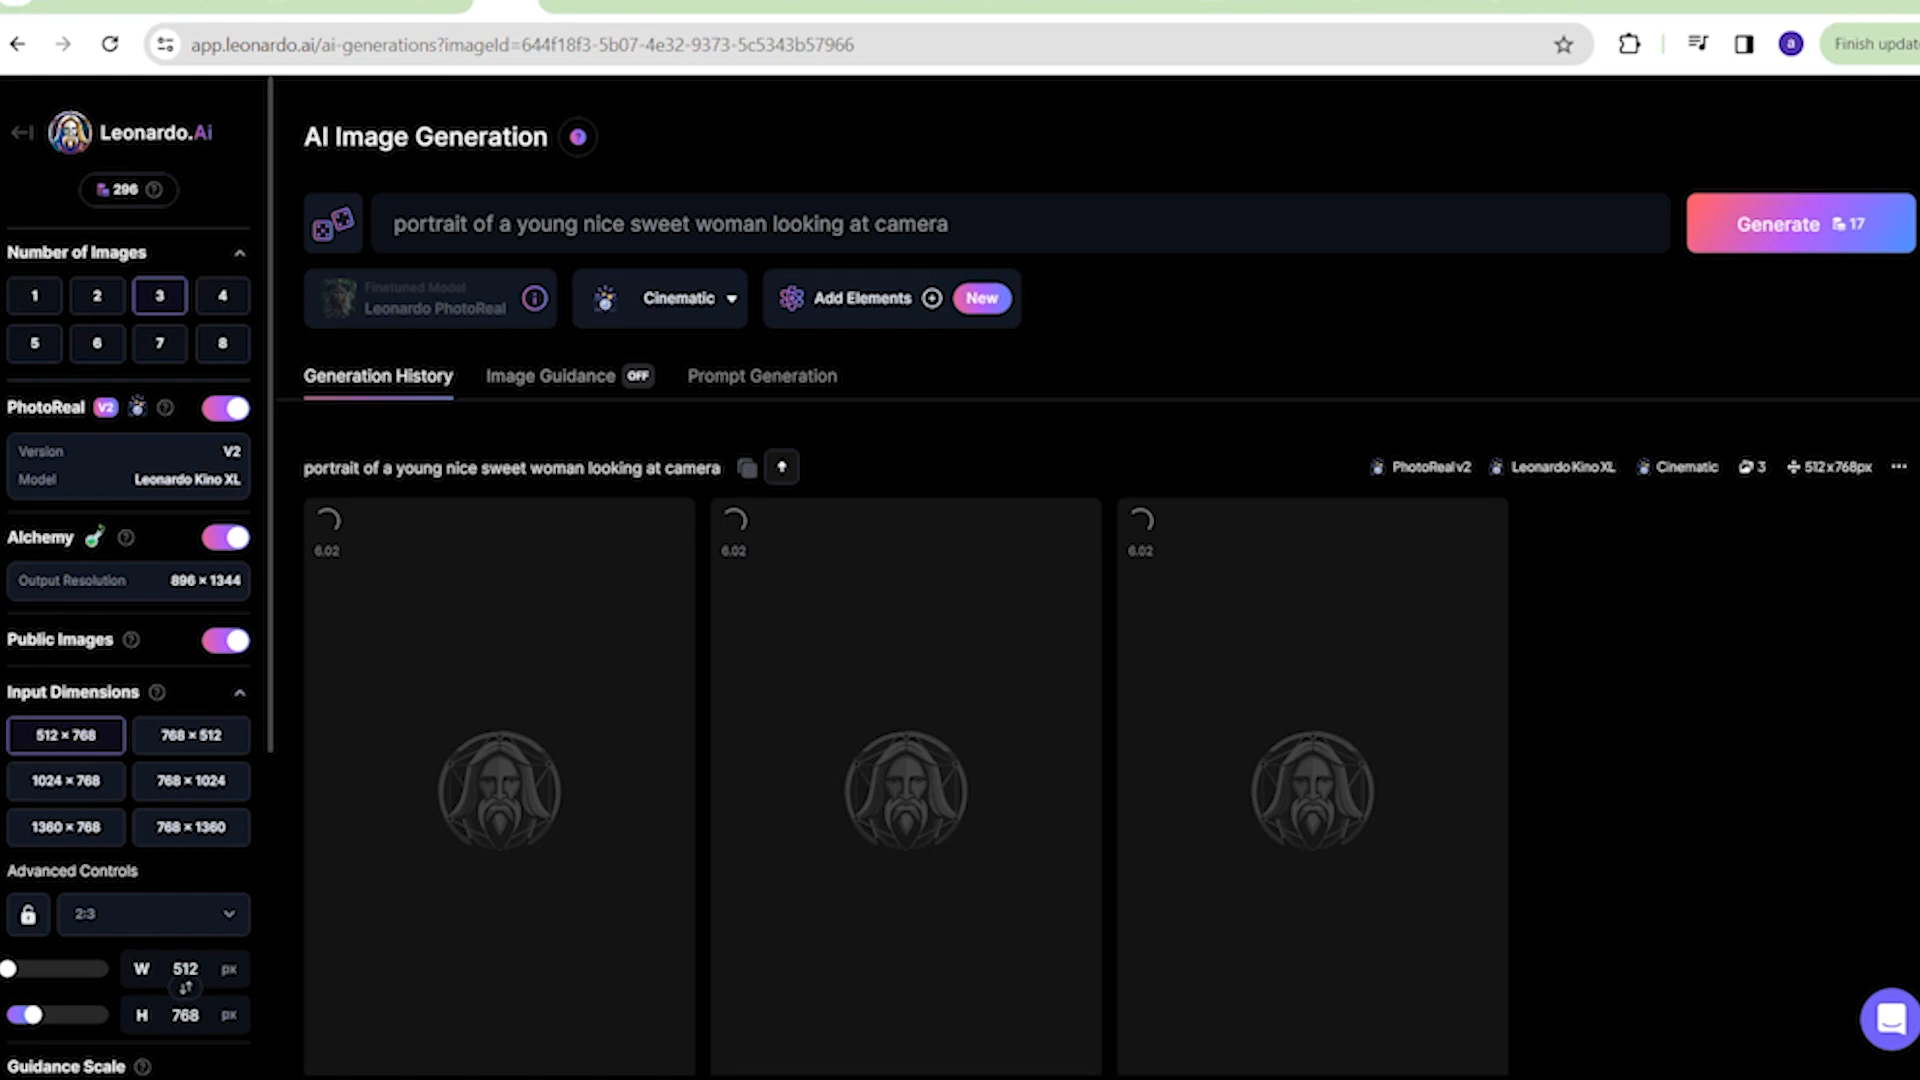 app.leonardo.ai/ai-generations?imageId=644f18f3-5b07-4e32-9373-5c5343b57966
a
Finish updat
Leonardo.Ai
296
Number of Images
1 2 3 4
5 6 7 8
PhotoReal V2
Version V2
Model Leonardo Kino XL
Alchemy
Output Resolution 896 × 1344
Public Images
Input Dimensions
512 × 768 768 × 512
1024 × 768 768 × 1024
1360 × 768 768 × 1360
Advanced Controls
2:3
W 512 px
H 768 px
Guidance Scale
AI Image Generation
portrait of a young nice sweet woman looking at camera
Generate 17
Finetuned Model
Leonardo PhotoReal
Cinematic
Add Elements New
Generation History Image Guidance OFF Prompt Generation
portrait of a young nice sweet woman looking at camera
PhotoReal v2 Leonardo Kino XL Cinematic 3 512x768px
6.02 6.02 6.02